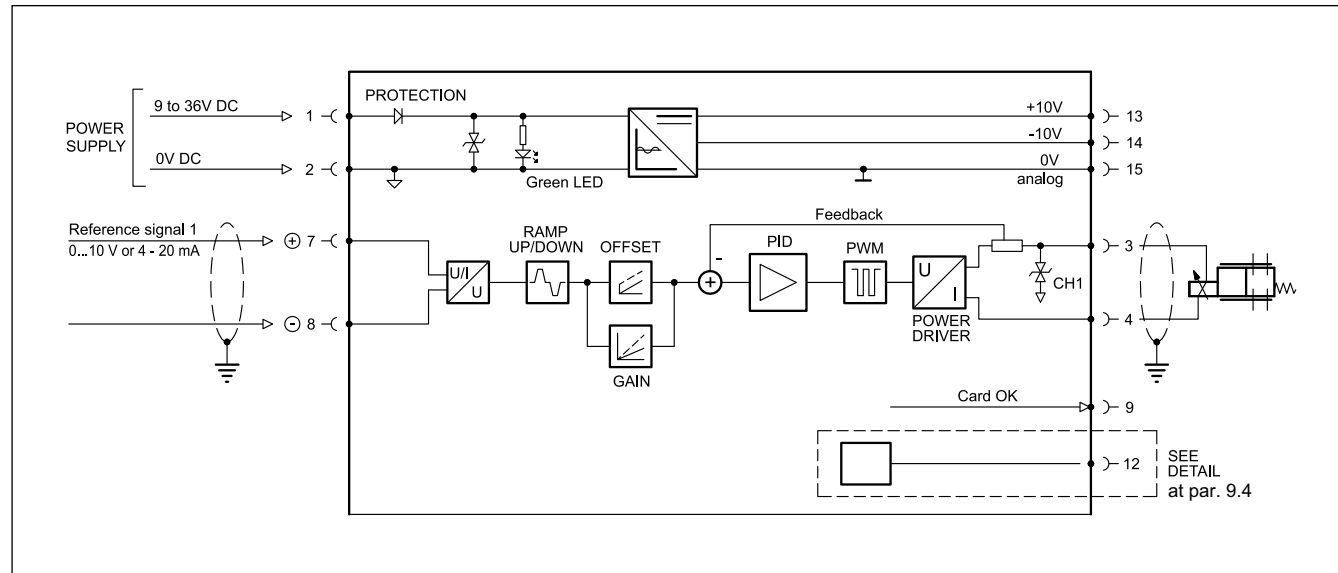 POWER
SUPPLY
9 to 36V DC
1
0V DC
2
PROTECTION
Green LED
+10V
13
-10V
14
0V
analog
15
Reference signal 1
0...10 V or 4 - 20 mA
+ 7
- 8
U/I
U
RAMP
UP/DOWN
OFFSET
GAIN
Feedback
-
+
PID
PWM
U
I
POWER
DRIVER
CH1
3
4
Card OK
9
12
SEE
DETAIL
at par. 9.4